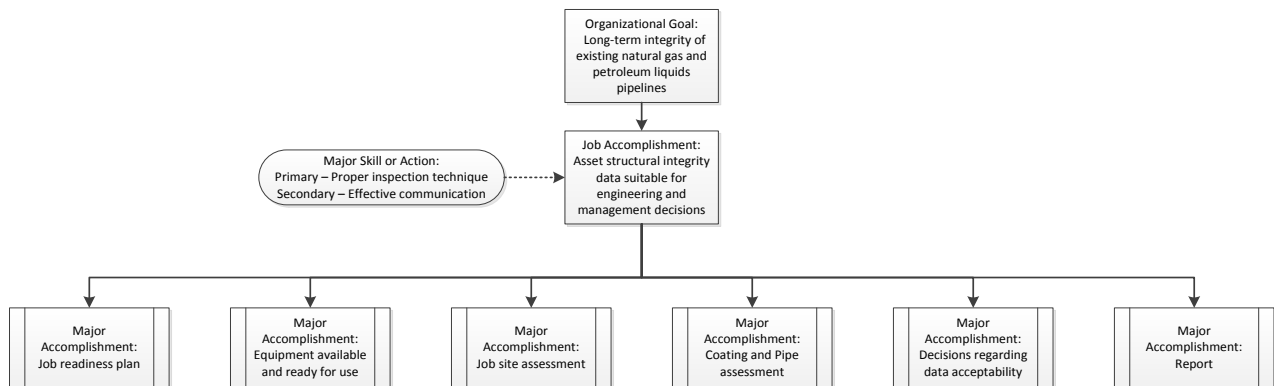 Organizational Goal:
Long-term integrity of
existing natural gas and
petroleum liquids
pipelines
Job Accomplishment:
Asset structural integrity
data suitable for
engineering and
management decisions
Major Skill or Action:
Primary – Proper inspection technique
Secondary – Effective communication
Major
Accomplishment:
Job readiness plan
Major
Accomplishment:
Equipment available
and ready for use
Major
Accomplishment:
Job site assessment
Major
Accomplishment:
Coating and Pipe
assessment
Major
Accomplishment:
Decisions regarding
data acceptability
Major
Accomplishment:
Report